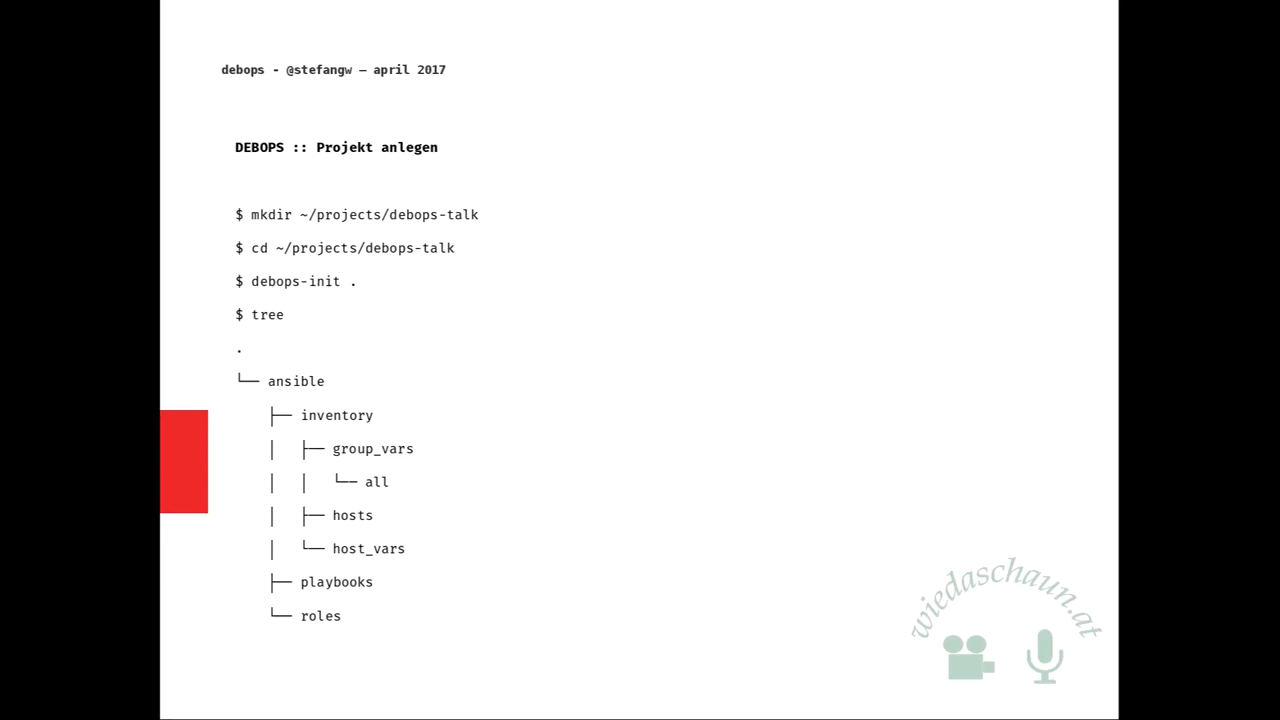 debops - @stefangw – april 2017
DEBOPS :: Projekt anlegen
$ mkdir ~/projects/debops-talk
$ cd ~/projects/debops-talk
$ debops-init .
$ tree
.
└── ansible
    ├── inventory
    │   ├── group_vars
    │   │   └── all
    │   ├── hosts
    │   └── host_vars
    ├── playbooks
    └── roles
wiedaschaun.at